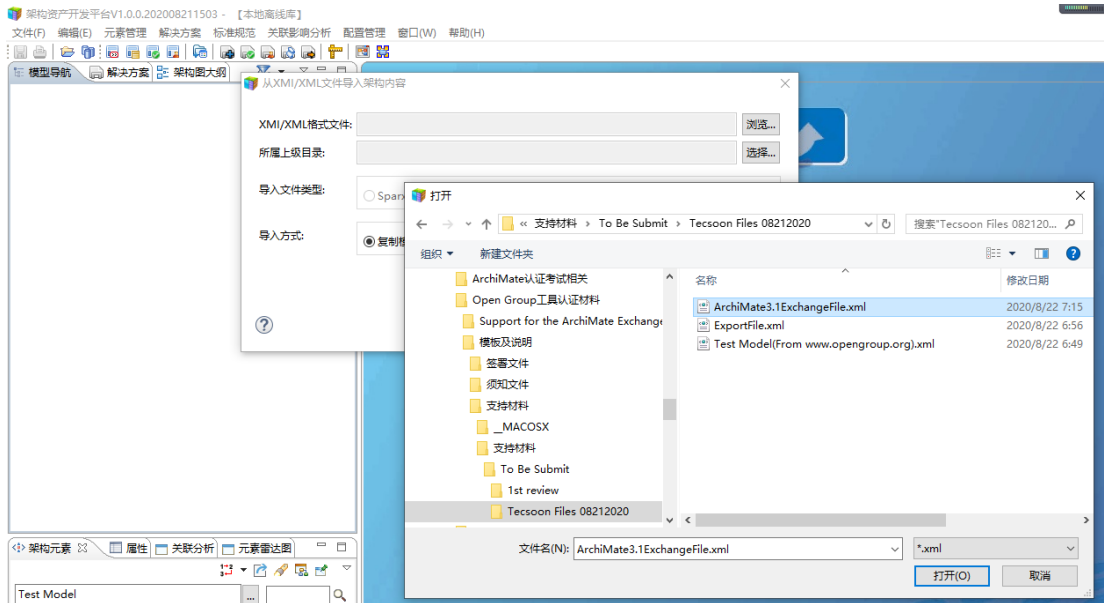 架构资产开发平台V1.0.0.202008211503 - 【本地离线库】
文件(F) 编辑(E) 元素管理 解决方案 标准规范 关联影响分析 配置管理 窗口(W) 帮助(H)
模型导航 解决方案 架构图大纲
从XMI/XML文件导入架构内容
XMI/XML格式文件: 浏览...
所属上级目录: 选择...
导入文件类型:
导入方式:
打开
« 支持材料 › To Be Submit › Tecsoon Files 08212020
搜索"Tecsoon Files 082120...
组织 新建文件夹
ArchiMate认证考试相关
Open Group工具认证材料
Support for the ArchiMate Exchange
模板及说明
签署文件
须知文件
支持材料
__MACOSX
支持材料
To Be Submit
1st review
Tecsoon Files 08212020
名称 修改日期
ArchiMate3.1ExchangeFile.xml 2020/8/22 7:15
ExportFile.xml 2020/8/22 6:56
Test Model(From www.opengroup.org).xml 2020/8/22 6:49
文件名(N): ArchiMate3.1ExchangeFile.xml *.xml
打开(O) 取消
架构元素 属性 关联分析 元素雷达图
Test Model ...